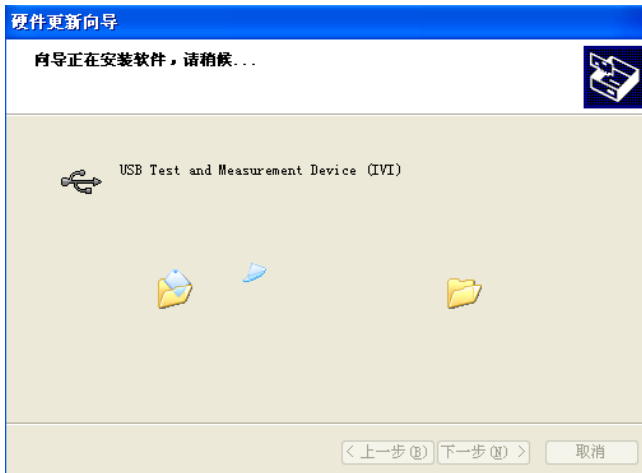 硬件更新向导
向导正在安装软件，请稍候...
USB Test and Measurement Device (IVI)
< 上一步(B) 下一步(N) > 取消